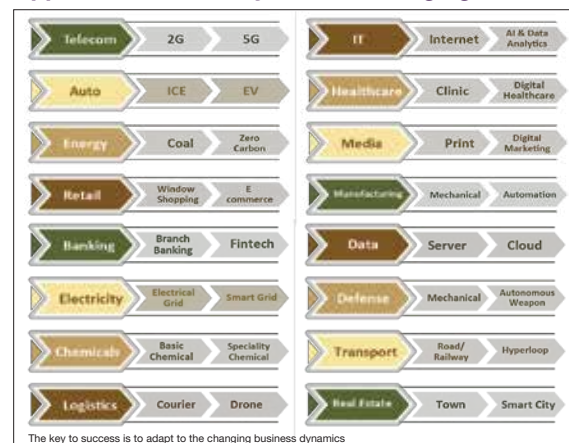 Telecom 2G 5G
Auto ICE EV
Energy Coal Zero
Carbon
Retail Window
Shopping E
commerce
Banking Branch
Banking Fintech
Electricity Electrical
Grid Smart Grid
Chemicals Basic
Chemical Speciality
Chemical
Logistics Courier Drone
IT Internet AI & Data
Analytics
Healthcare Clinic Digital
Healthcare
Media Print Digital
Marketing
Manufacturing Mechanical Automation
Data Server Cloud
Defense Mechanical Autonomous
Weapon
Transport Road/
Railway Hyperloop
Real Estate Town Smart City
The key to success is to adapt to the changing business dynamics